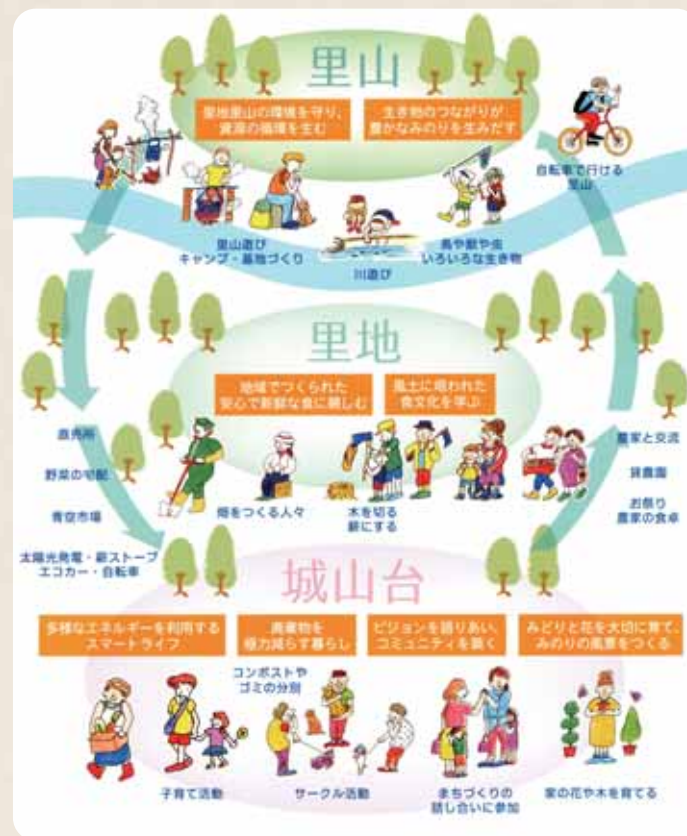 里山
里地里山の環境を守り、
資源の循環を生む
生き物のつながりが
豊かなみのりを生みだす
自転車で行ける
里山
里山遊び
キャンプ・基地づくり
川遊び
鳥や獣や虫
いろいろな生き物
里地
地域でつくられた
安心で新鮮な食に親しむ
風土に培われた
食文化を学ぶ
直売所
野菜の宅配
青空市場
太陽光発電・薪ストーブ
エコカー・自転車
畑をつくる人々
木を切る
薪にする
農家と交流
貸農園
お祭り
農家の食卓
城山台
多様なエネルギーを利用する
スマートライフ
廃棄物を
極力減らす暮らし
ビジョンを語りあい、
コミュニティを築く
みどりと花を大切に育て、
みのりの風景をつくる
コンポストや
ゴミの分別
子育て活動
サークル活動
まちづくりの
話し合いに参加
家の花や木を育てる